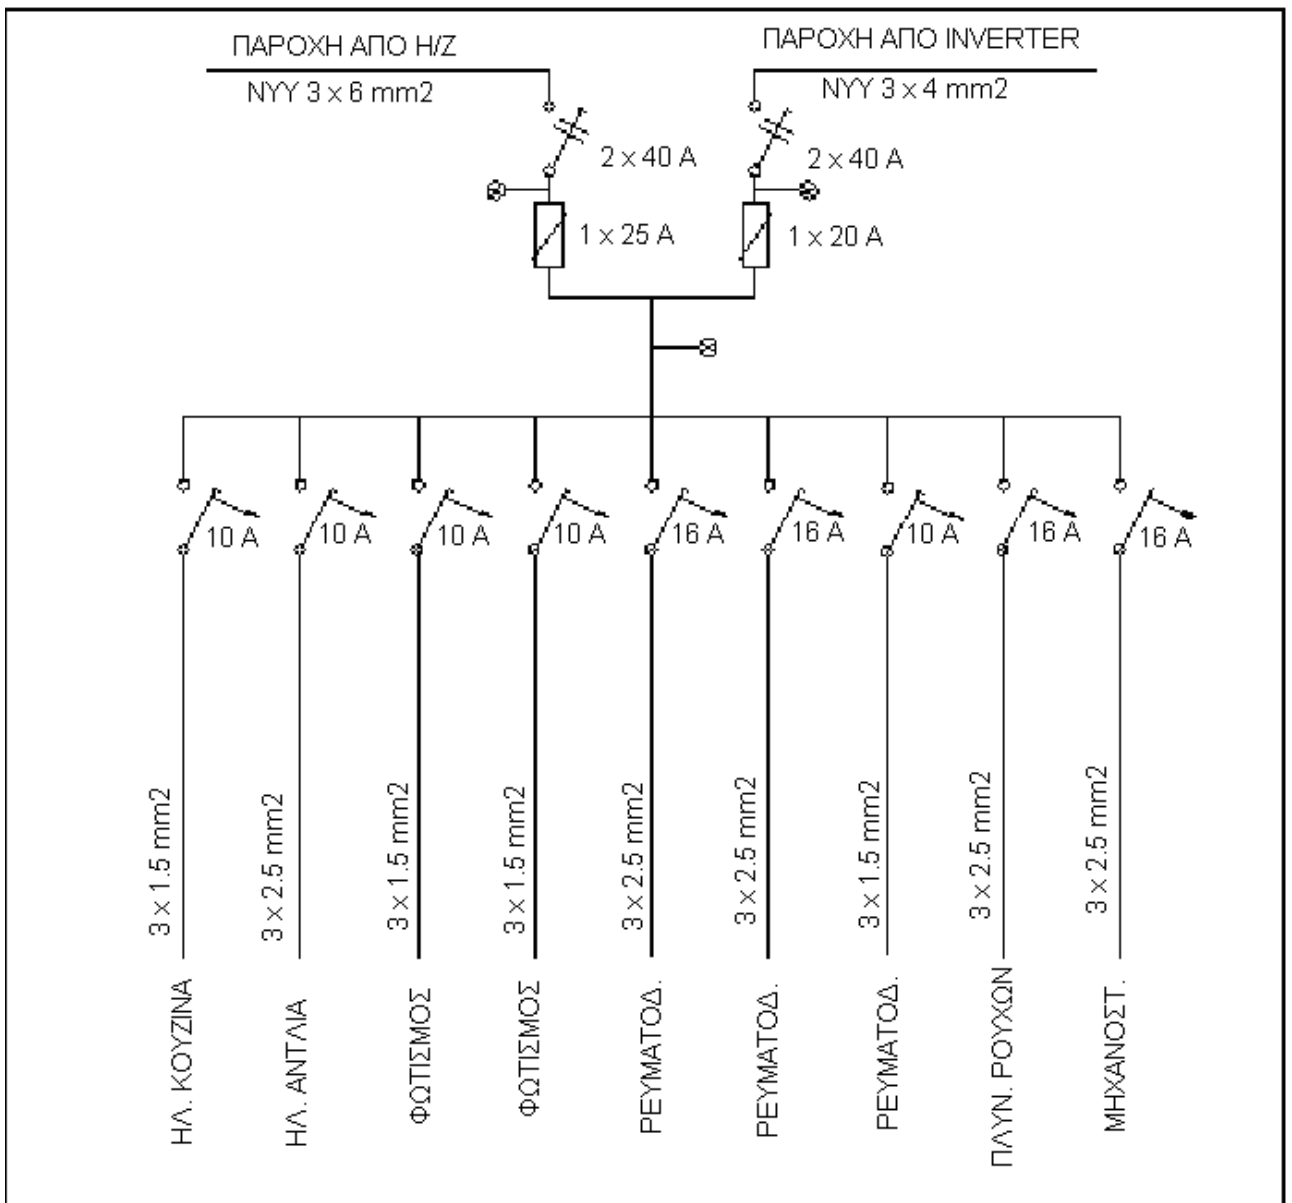 ΠΑΡΟΧΗ ΑΠΟ Η/Ζ
ΠΑΡΟΧΗ ΑΠΟ INVERTER
NYY 3 x 6 mm2
NYY 3 x 4 mm2
2 x 40 A
2 x 40 A
1 x 25 A
1 x 20 A
10 A
10 A
10 A
10 A
16 A
16 A
10 A
16 A
16 A
3 x 1.5 mm2
3 x 2.5 mm2
3 x 1.5 mm2
3 x 1.5 mm2
3 x 2.5 mm2
3 x 2.5 mm2
3 x 1.5 mm2
3 x 2.5 mm2
3 x 2.5 mm2
ΗΛ. ΚΟΥΖΙΝΑ
ΗΛ. ΑΝΤΛΙΑ
ΦΩΤΙΣΜΟΣ
ΦΩΤΙΣΜΟΣ
ΡΕΥΜΑΤΟΔ.
ΡΕΥΜΑΤΟΔ.
ΡΕΥΜΑΤΟΔ.
ΠΛΥΝ. ΡΟΥΧΩΝ
ΜΗΧΑΝΟΣΤ.